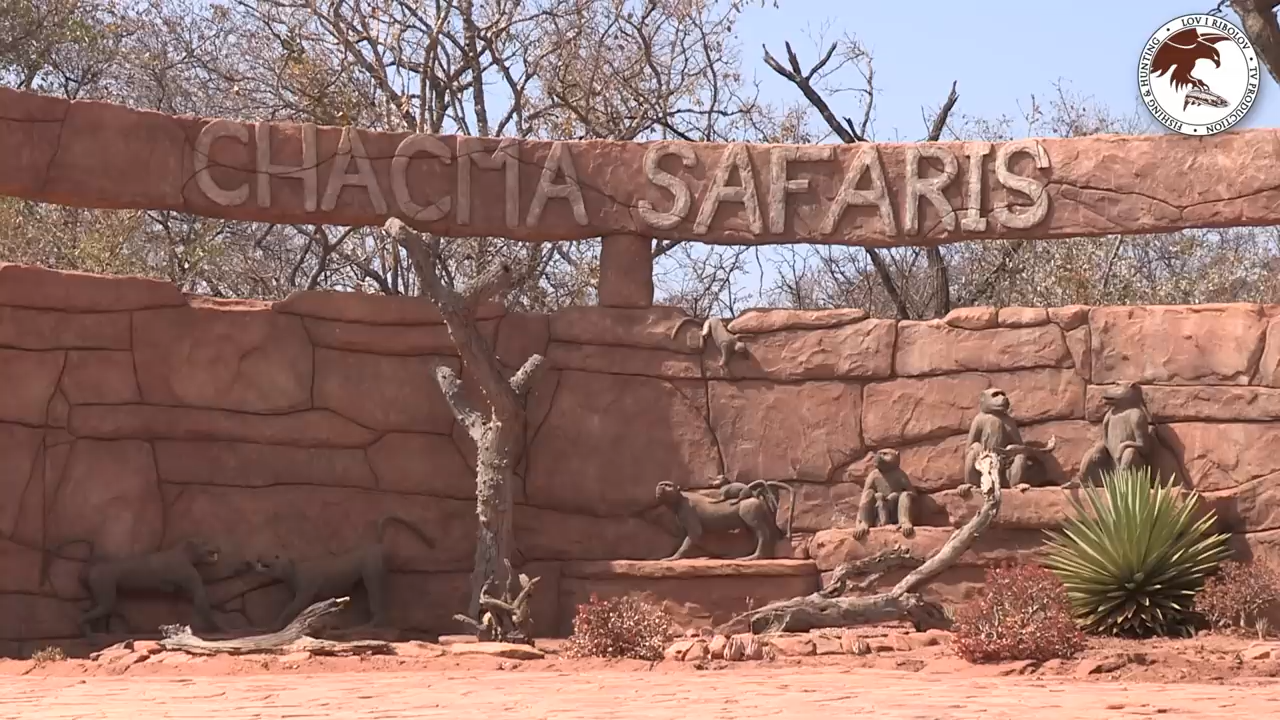 CHACMA SAFARIS
LOV I RIBOLOV · TV PRODUCTION · FISHING & HUNTING